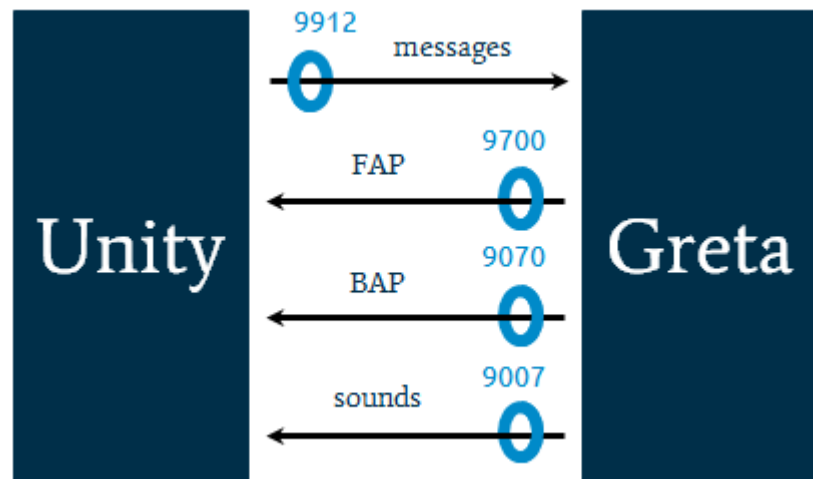 9912
messages
9700
FAP
Unity
Greta
9070
BAP
9007
sounds